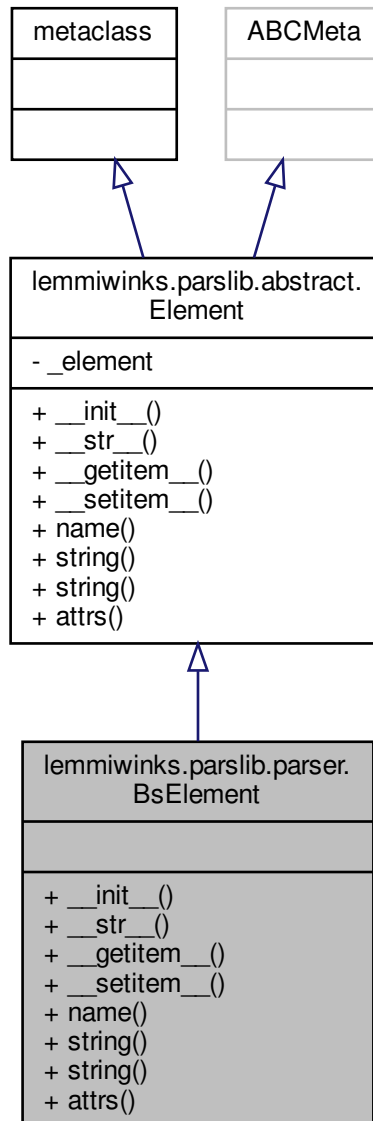 metaclass
ABCMeta
lemmiwinks.parslib.abstract.
Element
- _element
+ __init__()
+ __str__()
+ __getitem__()
+ __setitem__()
+ name()
+ string()
+ string()
+ attrs()
lemmiwinks.parslib.parser.
BsElement
+ __init__()
+ __str__()
+ __getitem__()
+ __setitem__()
+ name()
+ string()
+ string()
+ attrs()